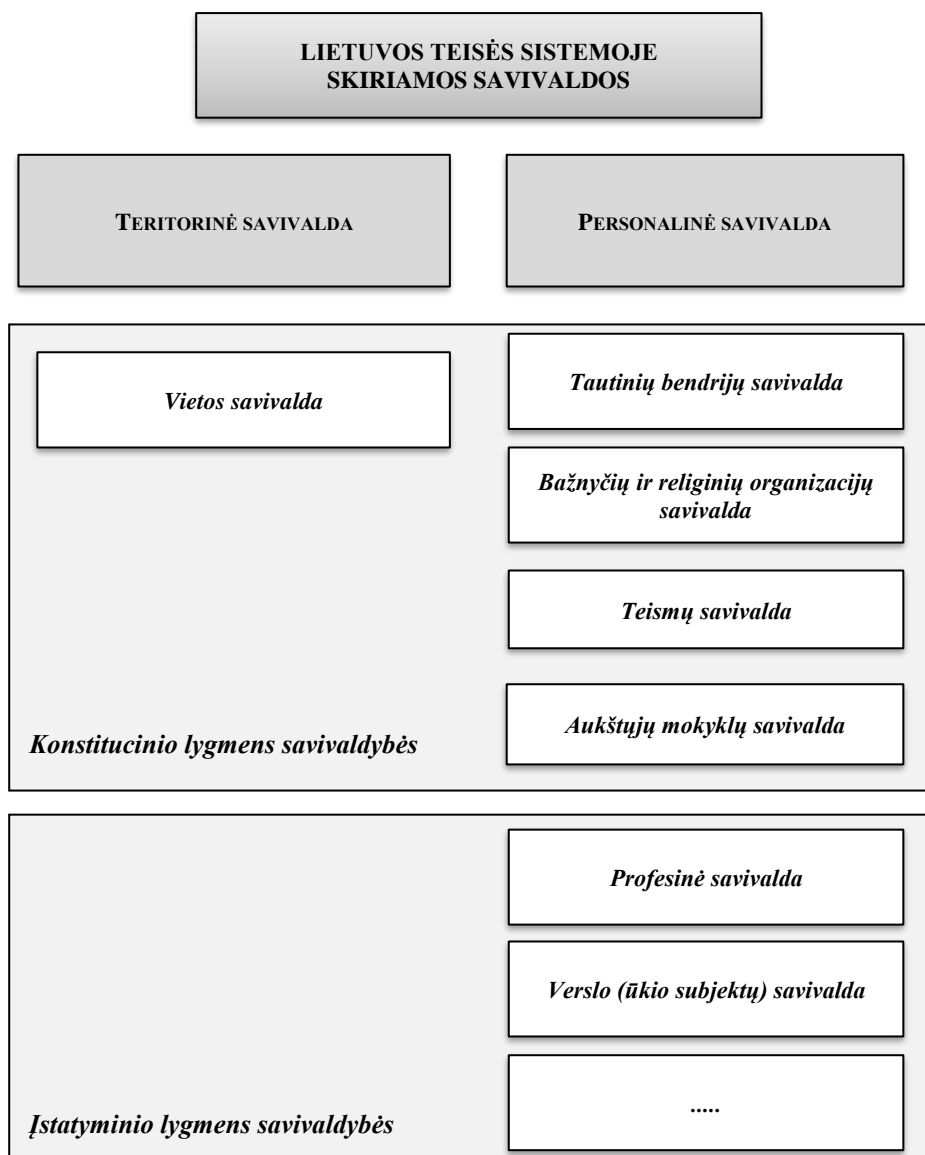 LIETUVOS TEISĖS SISTEMOJE
SKIRIAMOS SAVIVALDOS
TERITORINĖ SAVIVALDA
PERSONALINĖ SAVIVALDA
Vietos savivalda
Tautinių bendrijų savivalda
Bažnyčių ir religinių organizacijų
savivalda
Teismų savivalda
Aukštųjų mokyklų savivalda
Konstitucinio lygmens savivaldybės
Profesinė savivalda
Verslo (ūkio subjektų) savivalda
.....
Įstatyminio lygmens savivaldybės